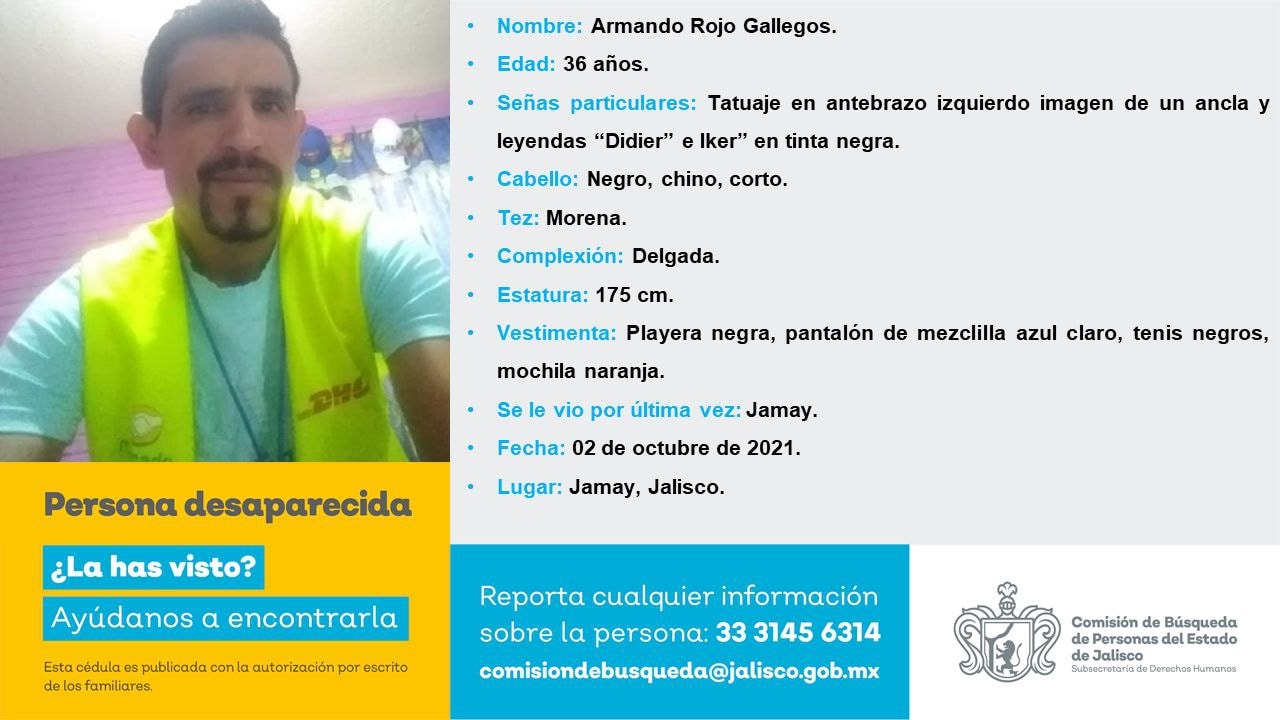 Nombre: Armando Rojo Gallegos.
Edad: 36 años.
Señas particulares: Tatuaje en antebrazo izquierdo imagen de un ancla y
leyendas “Didier” e Iker” en tinta negra.
Cabello: Negro, chino, corto.
Tez: Morena.
Complexión: Delgada.
Estatura: 175 cm.
Vestimenta: Playera negra, pantalón de mezclilla azul claro, tenis negros,
mochila naranja.
Se le vio por última vez: Jamay.
Fecha: 02 de octubre de 2021.
Lugar: Jamay, Jalisco.
DHL
Persona desaparecida
¿La has visto?
Ayúdanos a encontrarla
Esta cédula es publicada con la autorización por escrito
de los familiares.
Reporta cualquier información
sobre la persona: 33 3145 6314
comisiondebusqueda@jalisco.gob.mx
Comisión de Búsqueda
de Personas del Estado
de Jalisco
Subsecretaría de Derechos Humanos